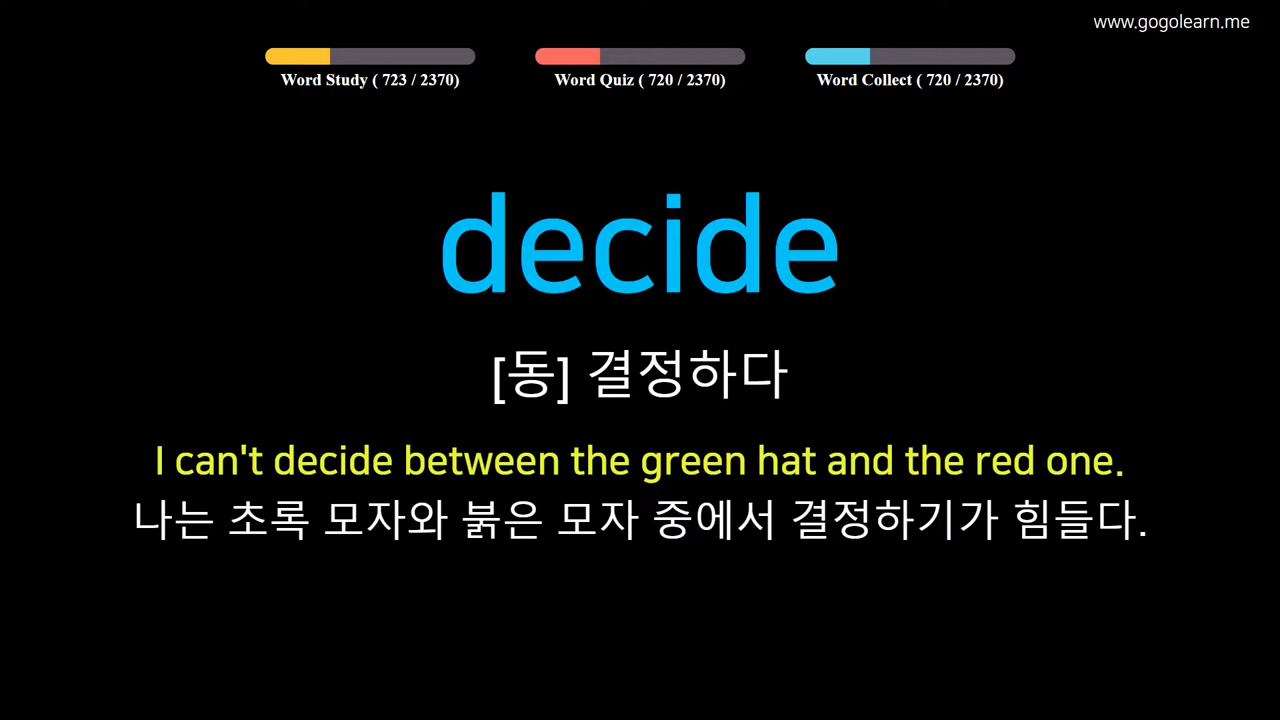 www.gogolearn.me
Word Study ( 723 / 2370)
Word Quiz ( 720 / 2370)
Word Collect ( 720 / 2370)
decide
[동] 결정하다
I can't decide between the green hat and the red one.
나는 초록 모자와 붉은 모자 중에서 결정하기가 힘들다.